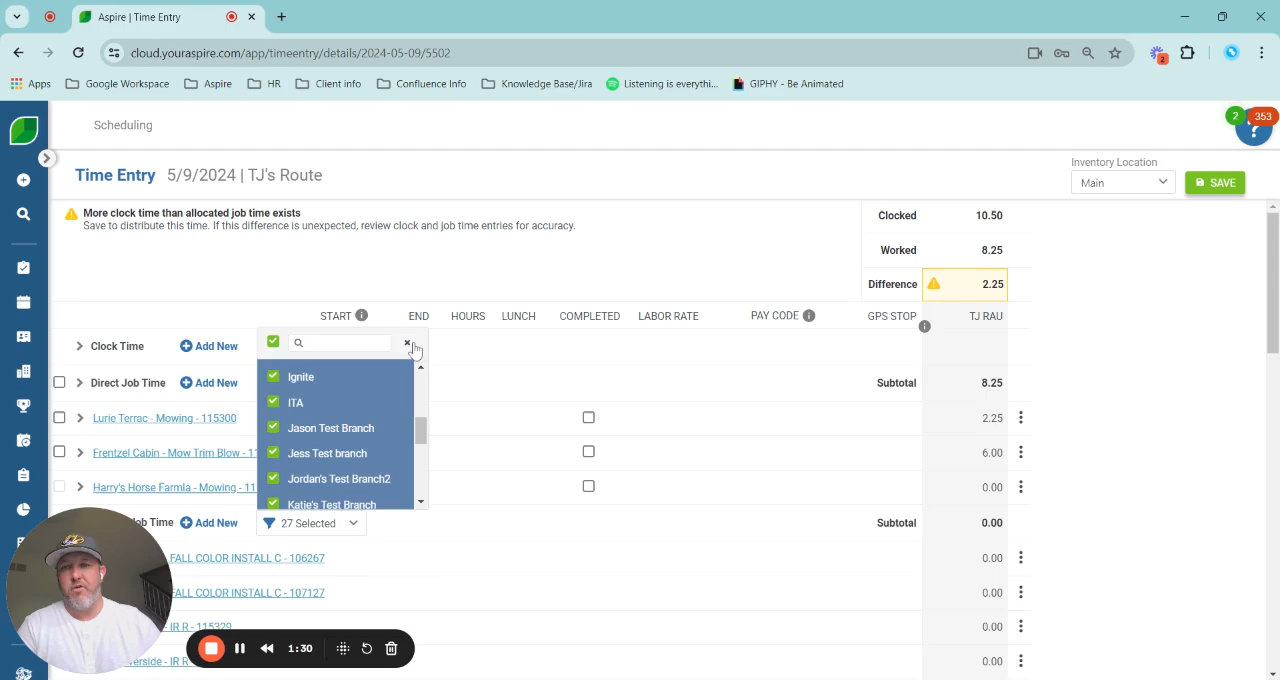 Aspire | Time Entry
cloud.youraspire.com/app/timeentry/details/2024-05-09/5502
2
Apps
Google Workspace
Aspire
HR
Client info
Confluence Info
Knowledge Base/Jira
Listening is everythi...
GIPHY - Be Animated
Scheduling
2
353
?
Time Entry 5/9/2024 | TJ's Route
Inventory Location
Main
SAVE
More clock time than allocated job time exists
Save to distribute this time. If this difference is unexpected, review clock and job time entries for accuracy.
Clocked 10.50
Worked 8.25
Difference 2.25
START END HOURS LUNCH COMPLETED LABOR RATE PAY CODE GPS STOP TJ RAU
Clock Time Add New
Direct Job Time Add New Subtotal 8.25
Lurie Terrac - Mowing - 115300 2.25
Frentzel Cabin - Mow Trim Blow - 11 6.00
Harry's Horse Farmla - Mowing - 11 0.00
Ignite
ITA
Jason Test Branch
Jess Test branch
Jordan's Test Branch2
Katie's Test Branch
Job Time Add New 27 Selected Subtotal 0.00
FALL COLOR INSTALL C - 106267 0.00
FALL COLOR INSTALL C - 107127 0.00
IR R - 115329 0.00
verside - IR R 0.00
1:30